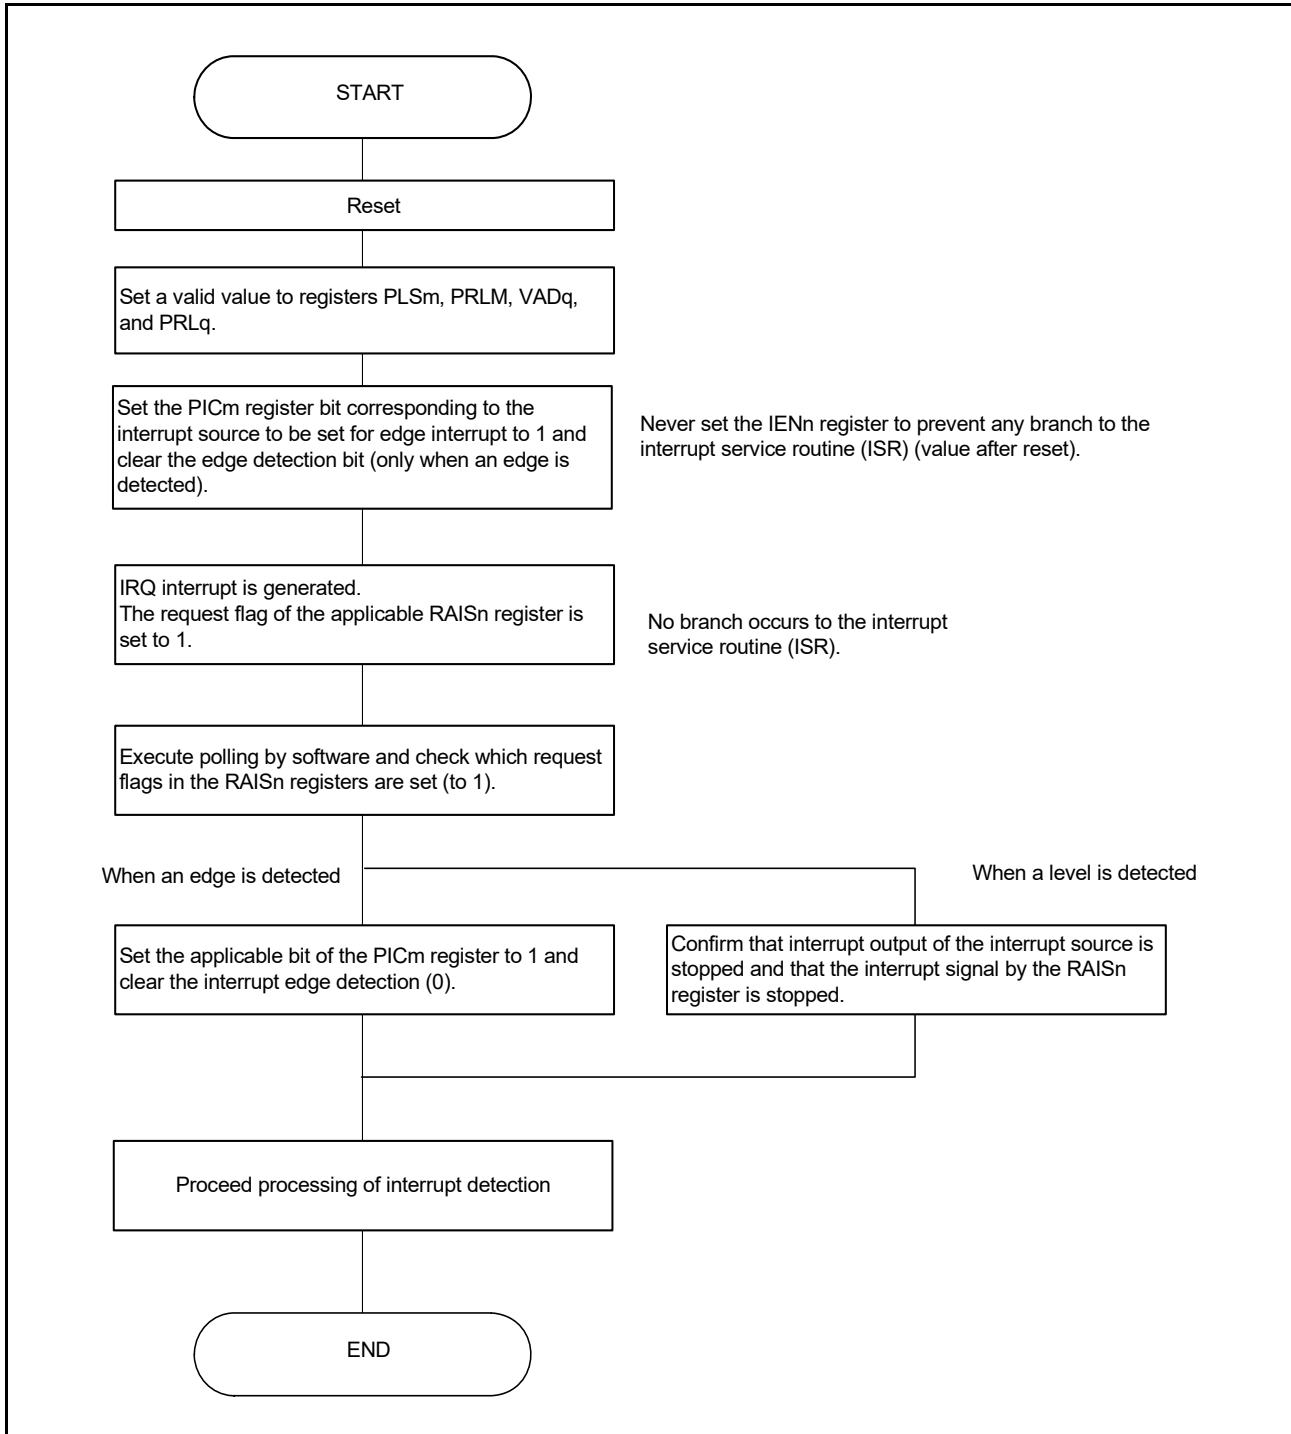 START
Reset
Set a valid value to registers PLSm, PRLM, VADq,
and PRLq.
Set the PICm register bit corresponding to the
interrupt source to be set for edge interrupt to 1 and
clear the edge detection bit (only when an edge is
detected).
Never set the IENn register to prevent any branch to the
interrupt service routine (ISR) (value after reset).
IRQ interrupt is generated.
The request flag of the applicable RAISn register is
set to 1.
No branch occurs to the interrupt
service routine (ISR).
Execute polling by software and check which request
flags in the RAISn registers are set (to 1).
When an edge is detected
When a level is detected
Set the applicable bit of the PICm register to 1 and
clear the interrupt edge detection (0).
Confirm that interrupt output of the interrupt source is
stopped and that the interrupt signal by the RAISn
register is stopped.
Proceed processing of interrupt detection
END